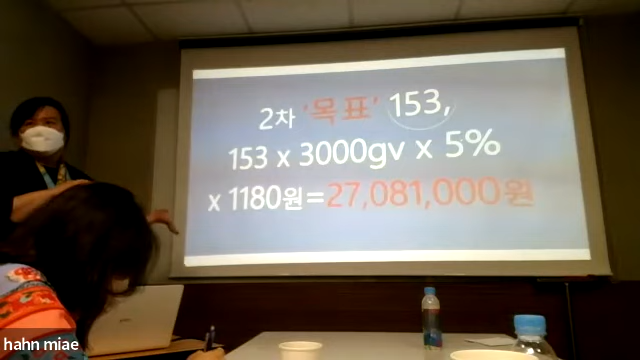 2차 '목표' 153,
153 x 3000gv x 5%
x 1180원=27,081,000원
hahn miae